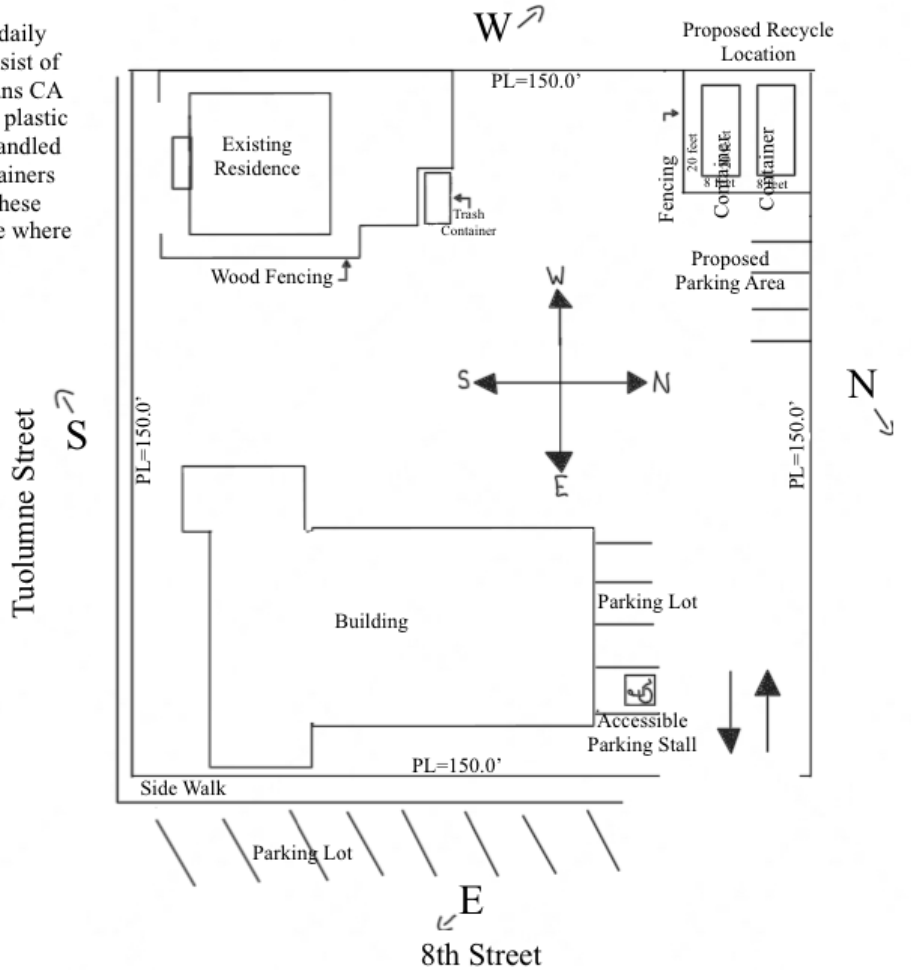 daily
sist of
ns CA
plastic
andled
ainers
hese
e where
W
Proposed Recycle
Location
PL=150.0’
Existing
Residence
Fencing
20 feet
20 feet
8 feet
Container
8 feet
Container
Trash
Container
Wood Fencing
Proposed
Parking Area
W
S
N
E
N
S
Tuolumne Street
PL=150.0’
PL=150.0’
Building
Parking Lot
Accessible
Parking Stall
PL=150.0’
Side Walk
Parking Lot
E
8th Street